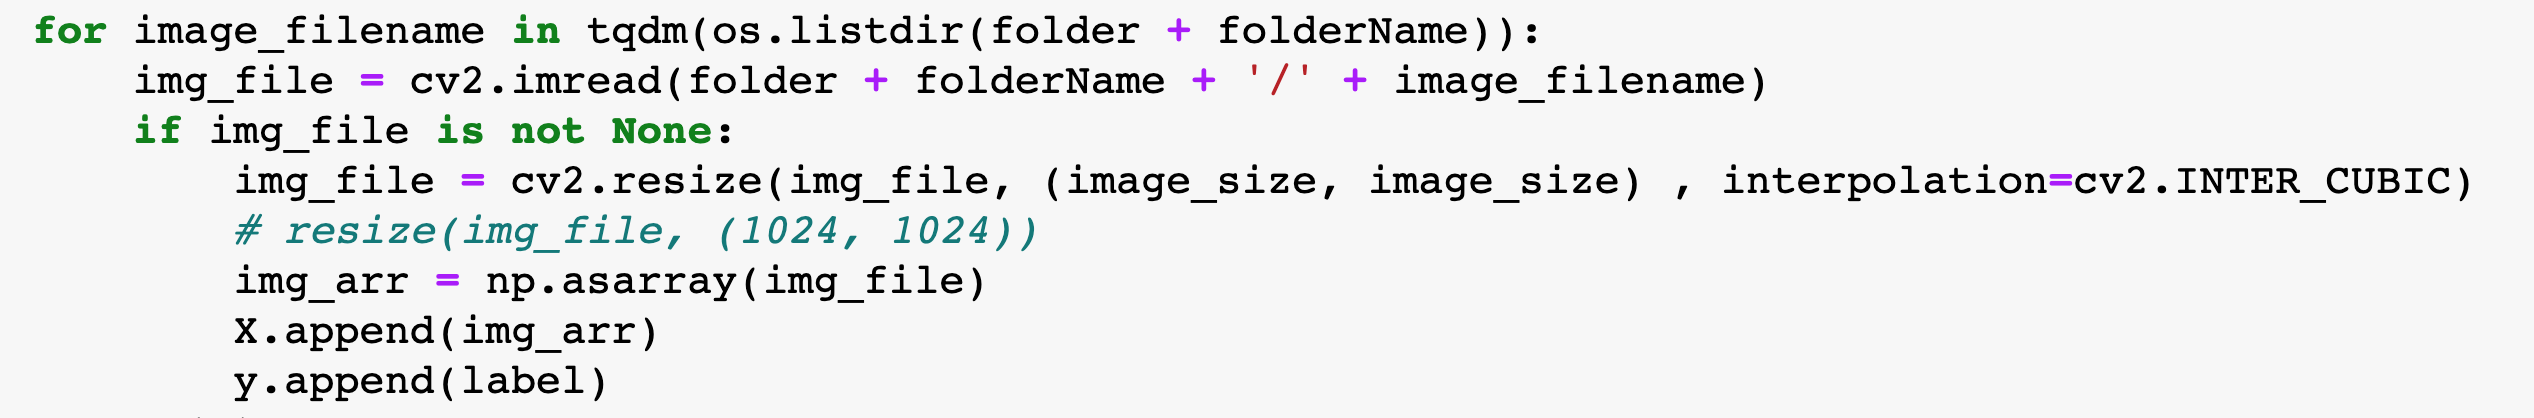 for image_filename in tqdm(os.listdir(folder + folderName)):
    img_file = cv2.imread(folder + folderName + '/' + image_filename)
    if img_file is not None:
        img_file = cv2.resize(img_file, (image_size, image_size) , interpolation=cv2.INTER_CUBIC)
        # resize(img_file, (1024, 1024))
        img_arr = np.asarray(img_file)
        X.append(img_arr)
        y.append(label)